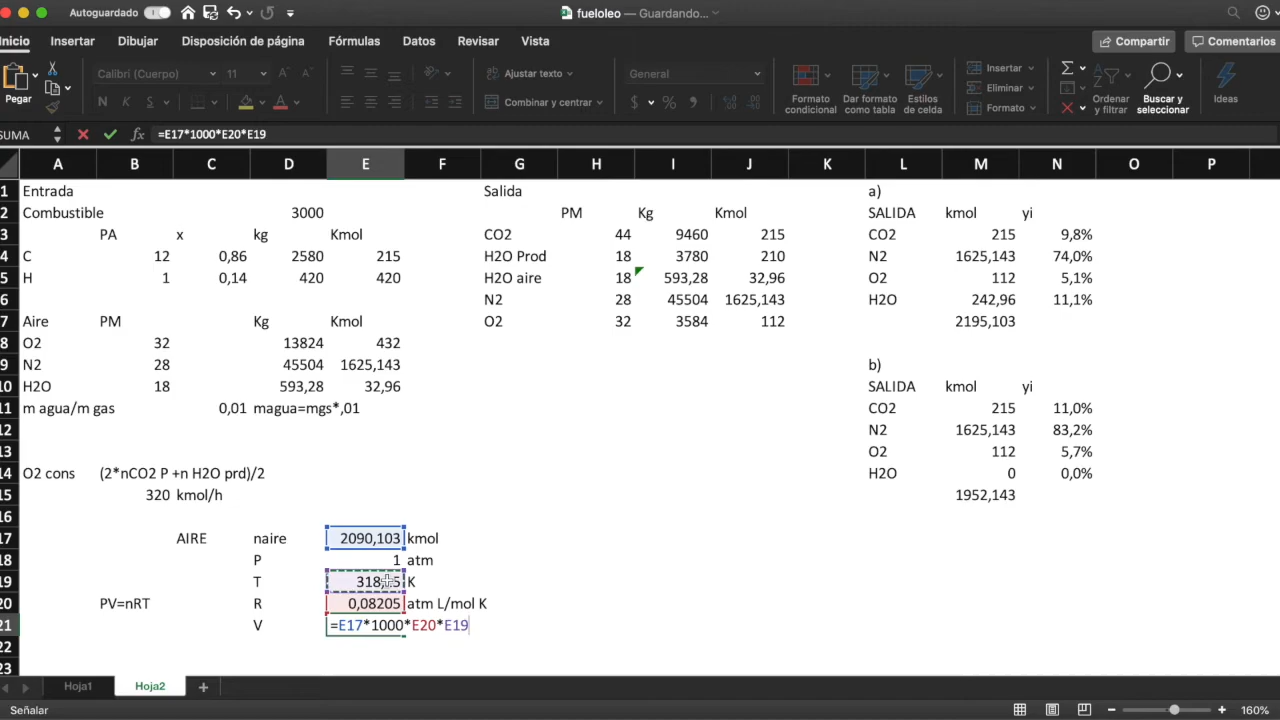 Autoguardado
fueloleo — Guardando...
Inicio Insertar Dibujar Disposición de página Fórmulas Datos Revisar Vista Compartir Comentarios
Pegar
Calibri (Cuerpo) 11
N K S
Ajustar texto
Combinar y centrar
General
$ %
Formato condicional
Dar formato como tabla
Estilos de celda
Insertar
Eliminar
Formato
Ordenar y filtrar
Buscar y seleccionar
Ideas
SUMA fx =E17*1000*E20*E19
A B C D E F G H I J K L M N O P
1 Entrada Salida a)
2 Combustible 3000 PM Kg Kmol SALIDA kmol yi
3 PA x kg Kmol CO2 44 9460 215 CO2 215 9,8%
4 C 12 0,86 2580 215 H2O Prod 18 3780 210 N2 1625,143 74,0%
5 H 1 0,14 420 420 H2O aire 18 593,28 32,96 O2 112 5,1%
6 N2 28 45504 1625,143 H2O 242,96 11,1%
7 Aire PM Kg Kmol O2 32 3584 112 2195,103
8 O2 32 13824 432
9 N2 28 45504 1625,143 b)
10 H2O 18 593,28 32,96 SALIDA kmol yi
11 m agua/m gas 0,01 magua=mgs*,01 CO2 215 11,0%
12 N2 1625,143 83,2%
13 O2 112 5,7%
14 O2 cons (2*nCO2 P +n H2O prd)/2 H2O 0 0,0%
15 320 kmol/h 1952,143
16
17 AIRE naire 2090,103 kmol
18 P 1 atm
19 T K
20 PV=nRT R 0,08205 atm L/mol K
21 V =E17*1000*E20*E19
22
23
Hoja1 Hoja2 +
Señalar 160%